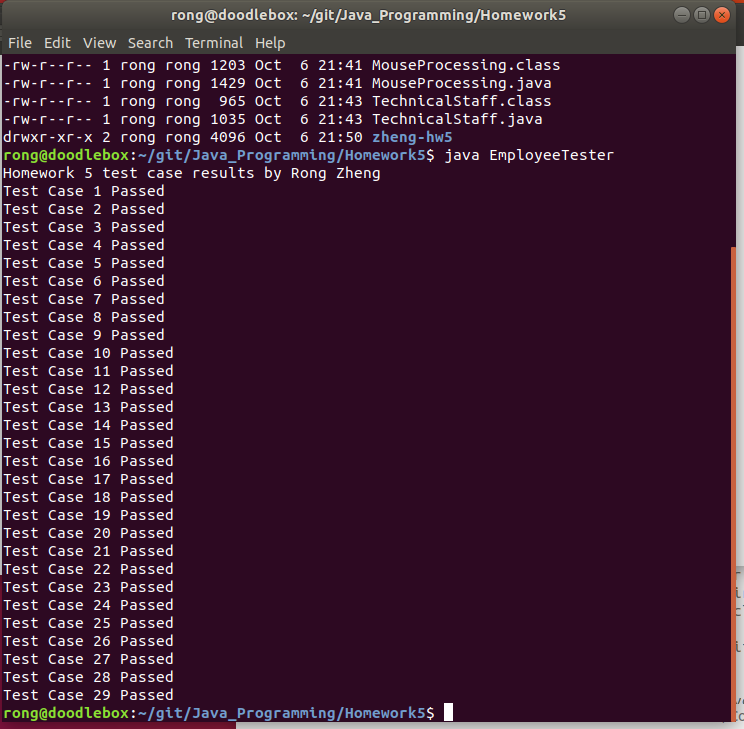 rong@doodlebox: ~/git/Java_Programming/Homework5
File Edit View Search Terminal Help
-rw-r--r-- 1 rong rong 1203 Oct  6 21:41 MouseProcessing.class
-rw-r--r-- 1 rong rong 1429 Oct  6 21:41 MouseProcessing.java
-rw-r--r-- 1 rong rong  965 Oct  6 21:43 TechnicalStaff.class
-rw-r--r-- 1 rong rong 1035 Oct  6 21:43 TechnicalStaff.java
drwxr-xr-x 2 rong rong 4096 Oct  6 21:50 zheng-hw5
rong@doodlebox:~/git/Java_Programming/Homework5$ java EmployeeTester
Homework 5 test case results by Rong Zheng
Test Case 1 Passed
Test Case 2 Passed
Test Case 3 Passed
Test Case 4 Passed
Test Case 5 Passed
Test Case 6 Passed
Test Case 7 Passed
Test Case 8 Passed
Test Case 9 Passed
Test Case 10 Passed
Test Case 11 Passed
Test Case 12 Passed
Test Case 13 Passed
Test Case 14 Passed
Test Case 15 Passed
Test Case 16 Passed
Test Case 17 Passed
Test Case 18 Passed
Test Case 19 Passed
Test Case 20 Passed
Test Case 21 Passed
Test Case 22 Passed
Test Case 23 Passed
Test Case 24 Passed
Test Case 25 Passed
Test Case 26 Passed
Test Case 27 Passed
Test Case 28 Passed
Test Case 29 Passed
rong@doodlebox:~/git/Java_Programming/Homework5$